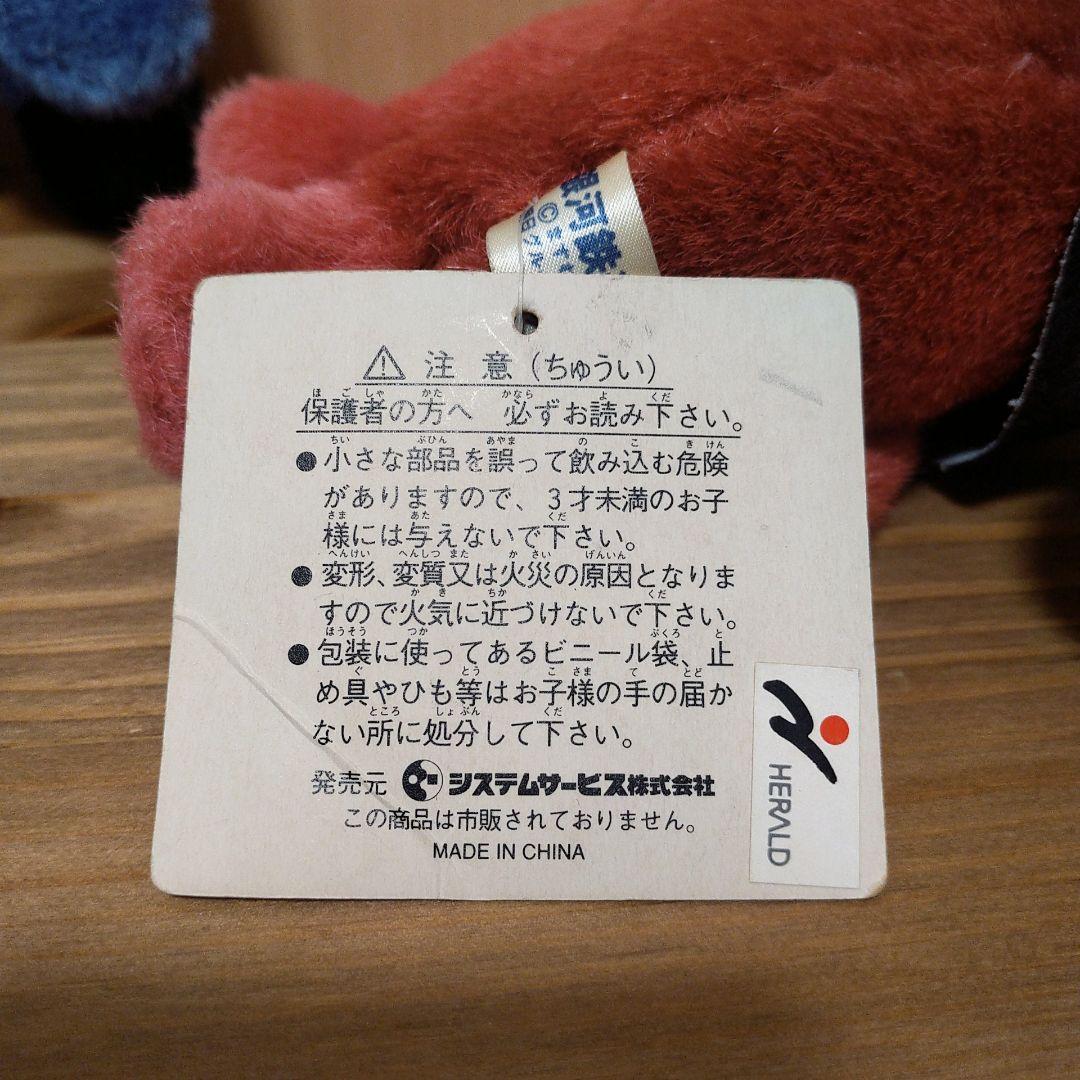 銀河鉄
©ますむ
⚠ 注意(ちゅうい)
保護者の方へ 必ずお読み下さい。
●小さな部品を誤って飲み込む危険
がありますので、3才未満のお子
様には与えないで下さい。
●変形、変質又は火災の原因となりま
すので火気に近づけないで下さい。
●包装に使ってあるビニール袋、止
め具やひも等はお子様の手の届か
ない所に処分して下さい。
発売元 システムサービス株式会社
この商品は市販されておりません。
MADE IN CHINA
HERALD